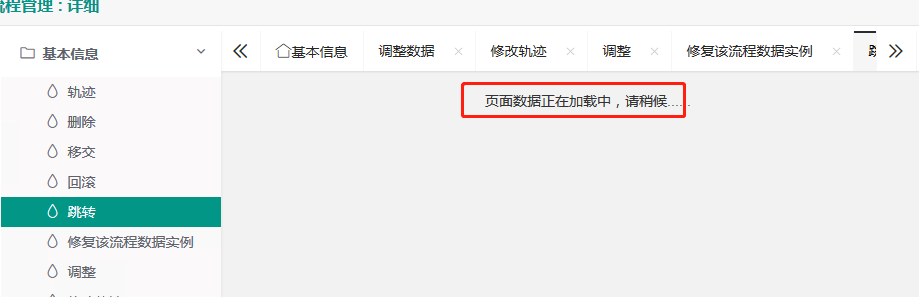 流程管理：详细
基本信息
轨迹
删除
移交
回滚
跳转
修复该流程数据实例
调整
基本信息 调整数据 修改轨迹 调整 修复该流程数据实例
页面数据正在加载中，请稍候......